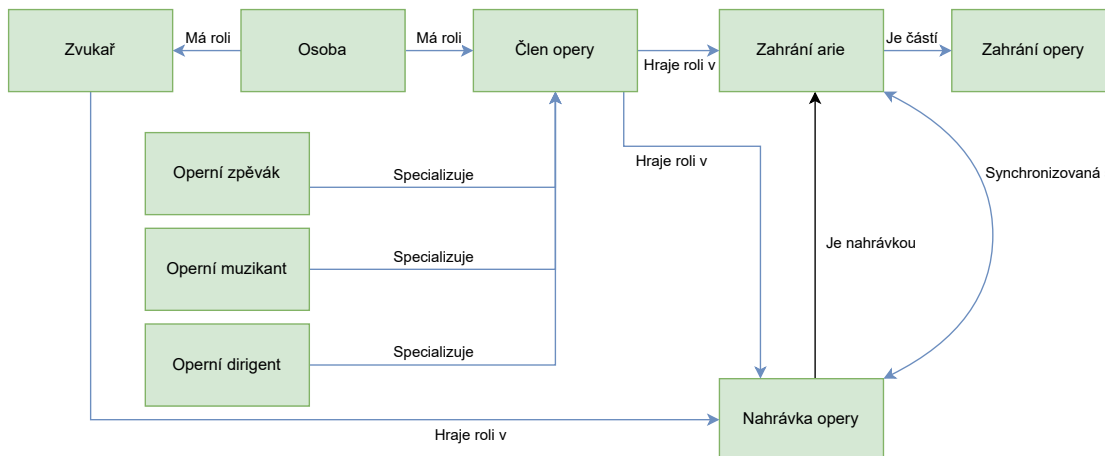 Zvukař
Má roli
Osoba
Má roli
Člen opery
Hraje roli v
Zahrání arie
Je částí
Zahrání opery
Operní zpěvák
Specializuje
Hraje roli v
Synchronizovaná
Operní muzikant
Specializuje
Je nahrávkou
Operní dirigent
Specializuje
Nahrávka opery
Hraje roli v